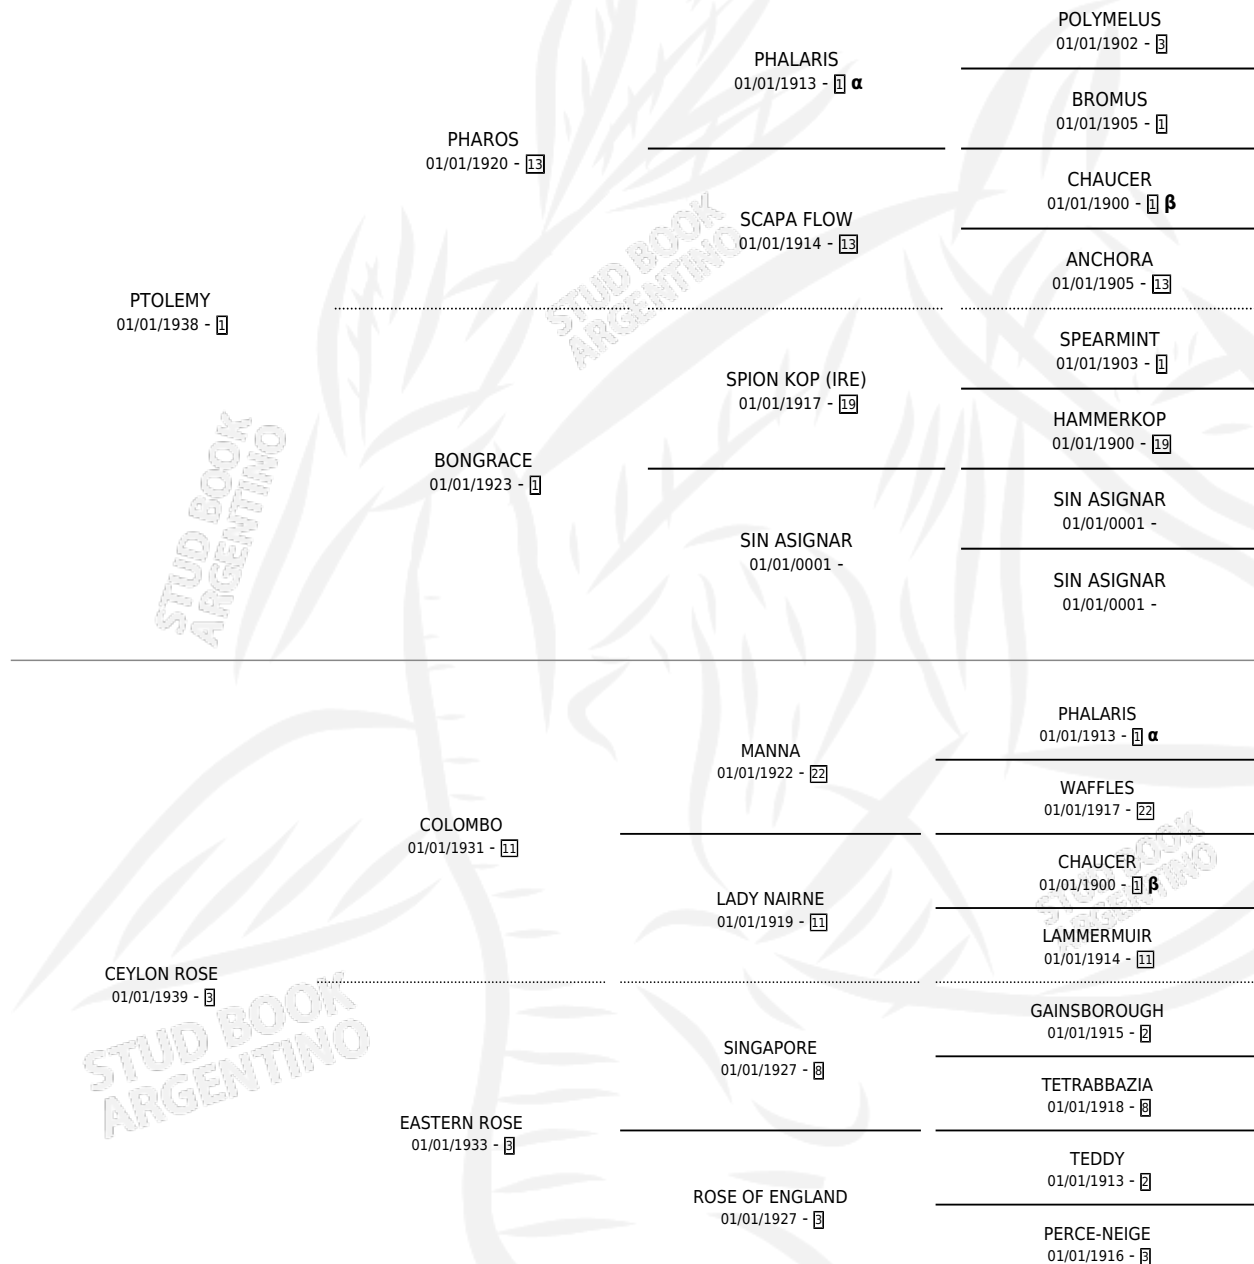 POLYMELUS
01/01/1902 - 3
PHALARIS
01/01/1913 - 1 α
BROMUS
01/01/1905 - 1
PHAROS
01/01/1920 - 13
CHAUCER
01/01/1900 - 1 β
SCAPA FLOW
01/01/1914 - 13
ANCHORA
01/01/1905 - 13
PTOLEMY
01/01/1938 - 1
STUD BOOK
ARGENTINO
SPEARMINT
01/01/1903 - 1
SPION KOP (IRE)
01/01/1917 - 19
HAMMERKOP
01/01/1900 - 19
BONGRACE
01/01/1923 - 1
STUD BOOK
ARGENTINO
SIN ASIGNAR
01/01/0001 -
SIN ASIGNAR
01/01/0001 -
SIN ASIGNAR
01/01/0001 -
PHALARIS
01/01/1913 - 1 α
MANNA
01/01/1922 - 22
WAFFLES
01/01/1917 - 22
COLOMBO
01/01/1931 - 11
CHAUCER
01/01/1900 - 1 β
STUD BOOK
ARGENTINO
LADY NAIRNE
01/01/1919 - 11
LAMMERMUIR
01/01/1914 - 11
CEYLON ROSE
01/01/1939 - 3
STUD BOOK
ARGENTINO
GAINSBOROUGH
01/01/1915 - 2
SINGAPORE
01/01/1927 - 8
TETRABBAZIA
01/01/1918 - 8
EASTERN ROSE
01/01/1933 - 3
TEDDY
01/01/1913 - 2
ROSE OF ENGLAND
01/01/1927 - 3
PERCE-NEIGE
01/01/1916 - 3